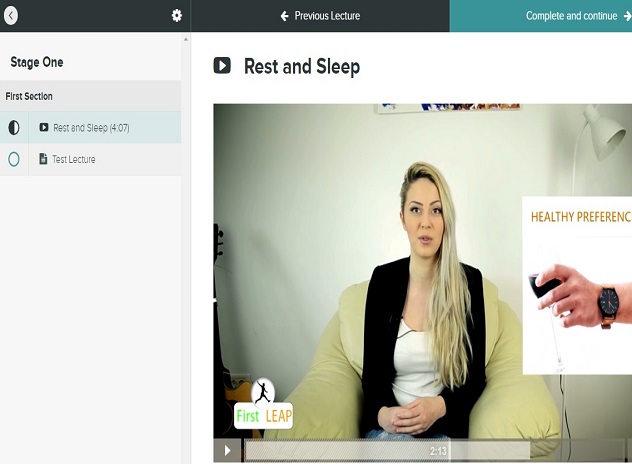 Previous Lecture
Complete and continue
Stage One
First Section
Rest and Sleep (4:07)
Test Lecture
Rest and Sleep
HEALTHY PREFERENC
First LEAP
2:13